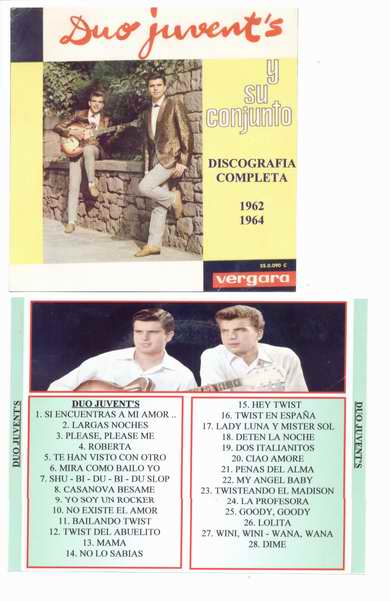 Duo juvent's
y
su
conjunto
DISCOGRAFIA
COMPLETA
1962
1964
55.0.090 C
vergara
DUO JUVENT'S
DUO JUVENT'S
1. SI ENCUENTRAS A MI AMOR ..
2. LARGAS NOCHES
3. PLEASE, PLEASE ME
4. ROBERTA
5. TE HAN VISTO CON OTRO
6. MIRA COMO BAILO YO
7. SHU - BI - DU - BI - DU SLOP
8. CASANOVA BESAME
9. YO SOY UN ROCKER
10. NO EXISTE EL AMOR
11. BAILANDO TWIST
12. TWIST DEL ABUELITO
13. MAMA
14. NO LO SABIAS
15. HEY TWIST
16. TWIST EN ESPAÑA
17. LADY LUNA Y MISTER SOL
18. DETEN LA NOCHE
19. DOS ITALIANITOS
20. CIAO AMORE
21. PENAS DEL ALMA
22. MY ANGEL BABY
23. TWISTEANDO EL MADISON
24. LA PROFESORA
25. GOODY, GOODY
26. LOLITA
27. WINI, WINI - WANA, WANA
28. DIME
DUO JUVENT'S